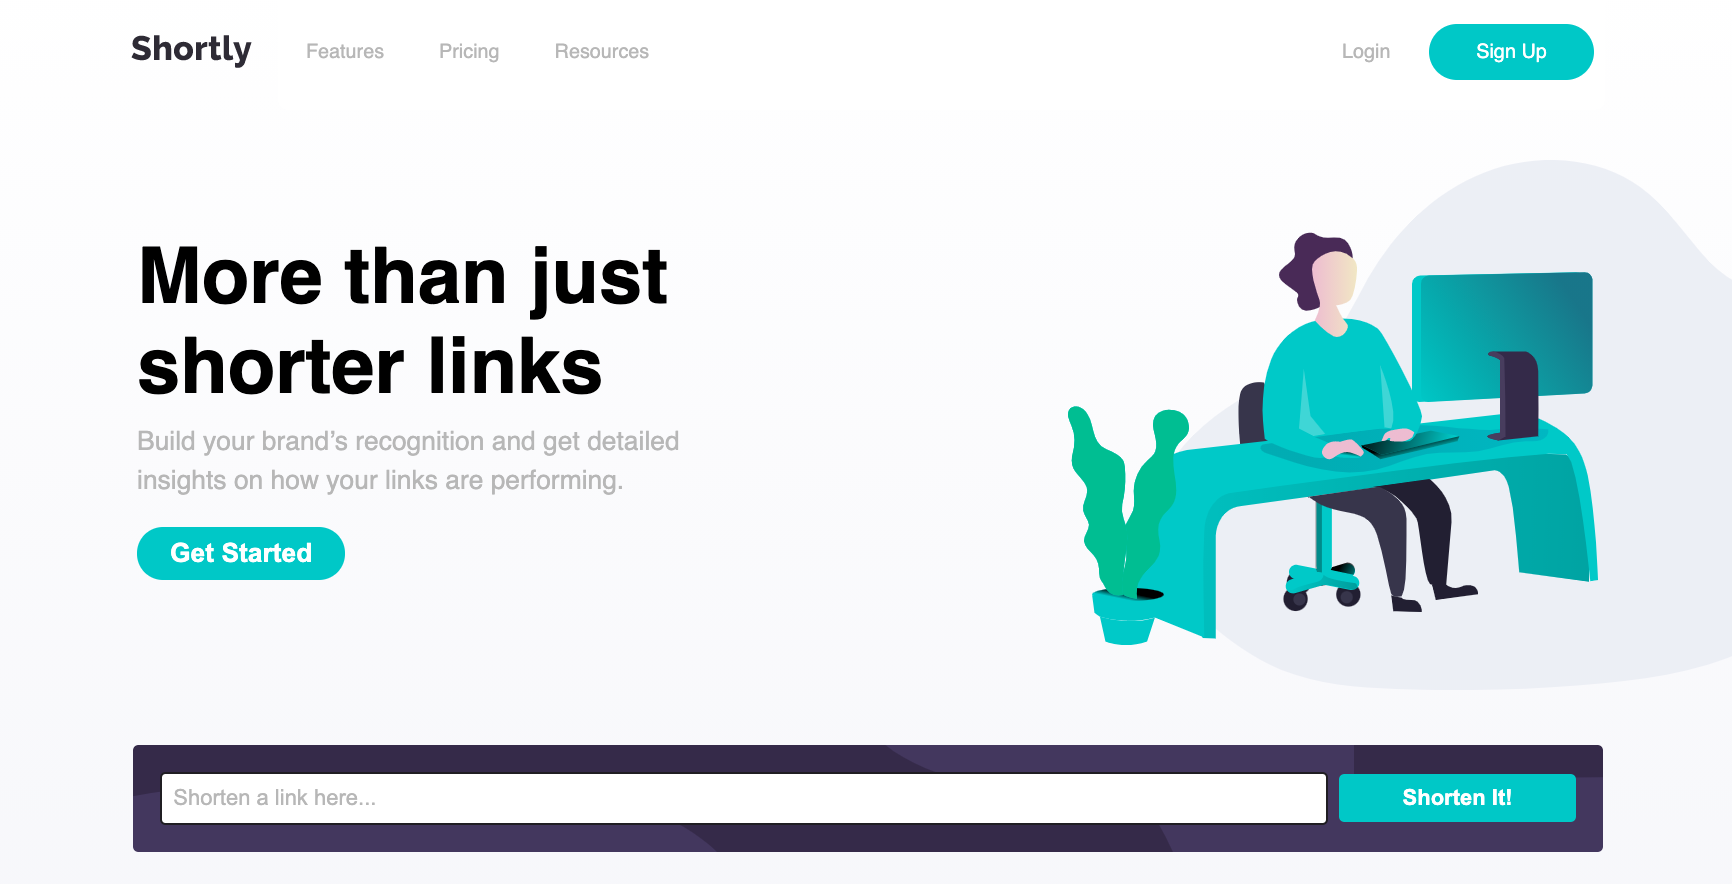 Shortly Features Pricing Resources Login Sign Up
More than just
shorter links
Build your brand’s recognition and get detailed
insights on how your links are performing.
Get Started
Shorten a link here... Shorten It!